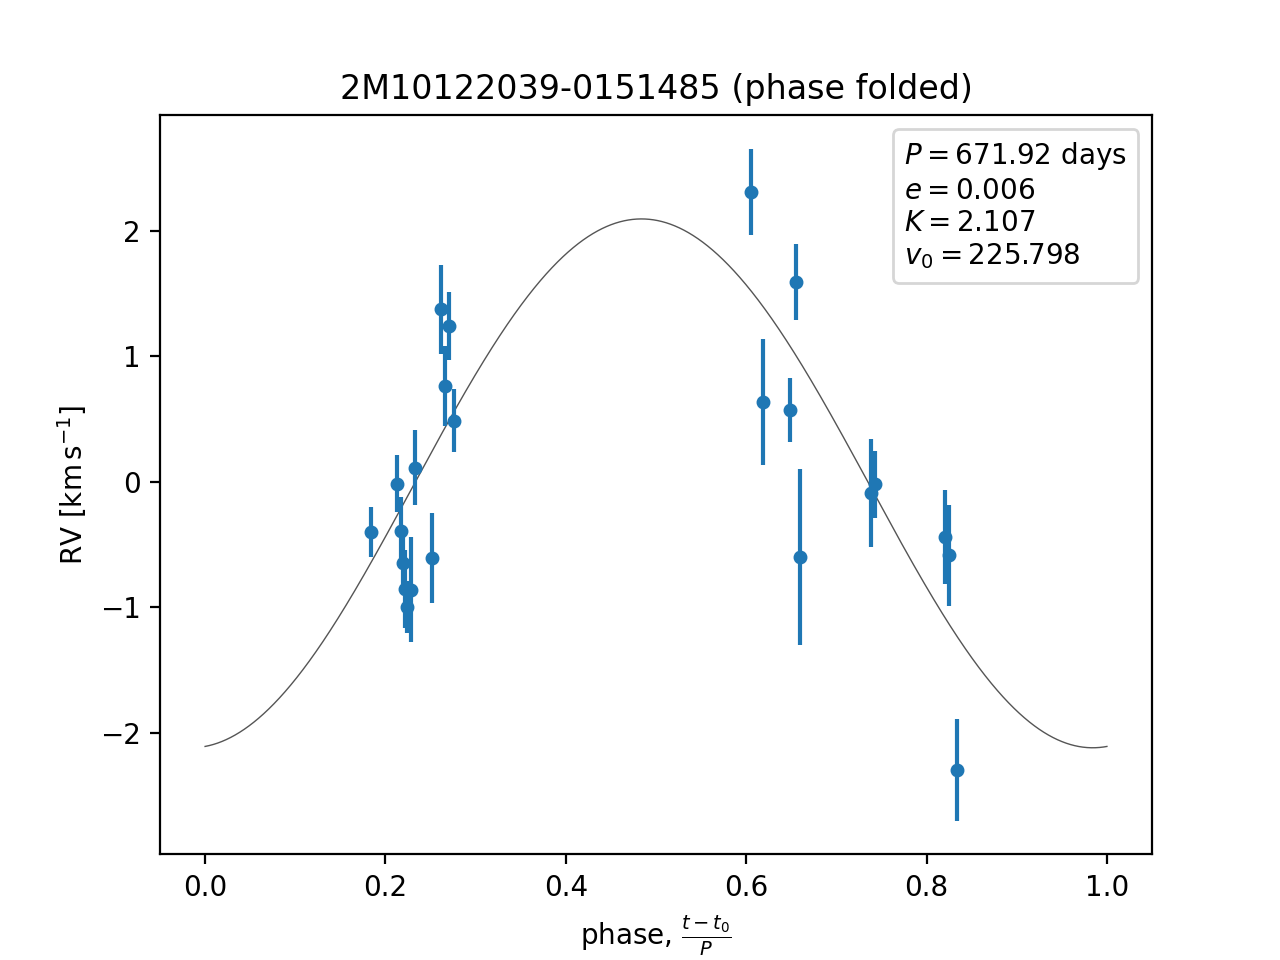 2M10122039-0151485 (phase folded)
P = 671.92 days
e = 0.006
K = 2.107
v₀ = 225.798
RV [km s⁻¹]
2
1
0
−1
−2
0.0 0.2 0.4 0.6 0.8 1.0
phase, (t − t₀)/P